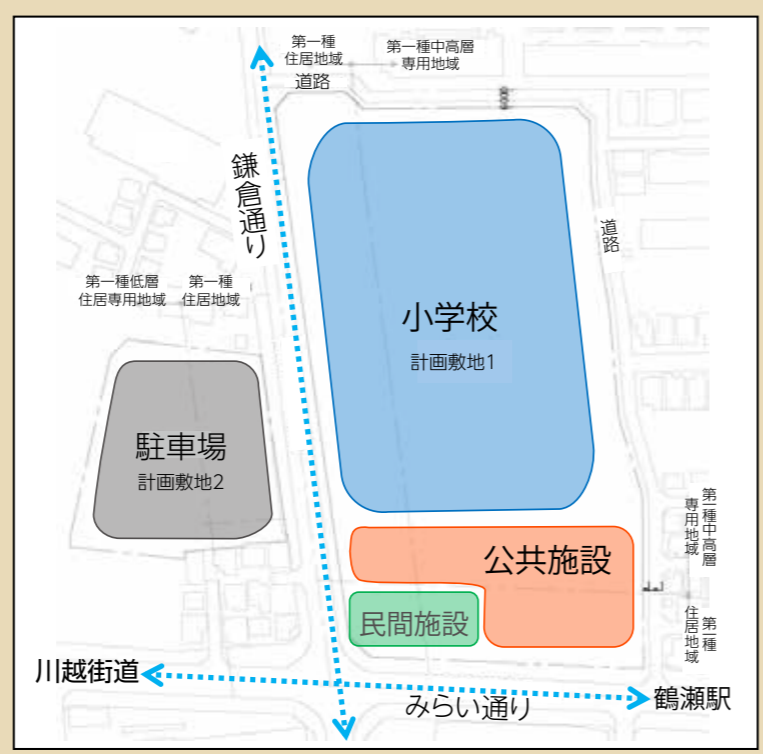 第一種
住居地域
第一種中高層
専用地域
道路
鎌倉通り
道路
小学校
計画敷地1
第一種低層
住居専用地域
第一種
住居地域
駐車場
計画敷地2
第一種中高層
専用地域
公共施設
民間施設
第一種
住居地域
川越街道
みらい通り
鶴瀬駅